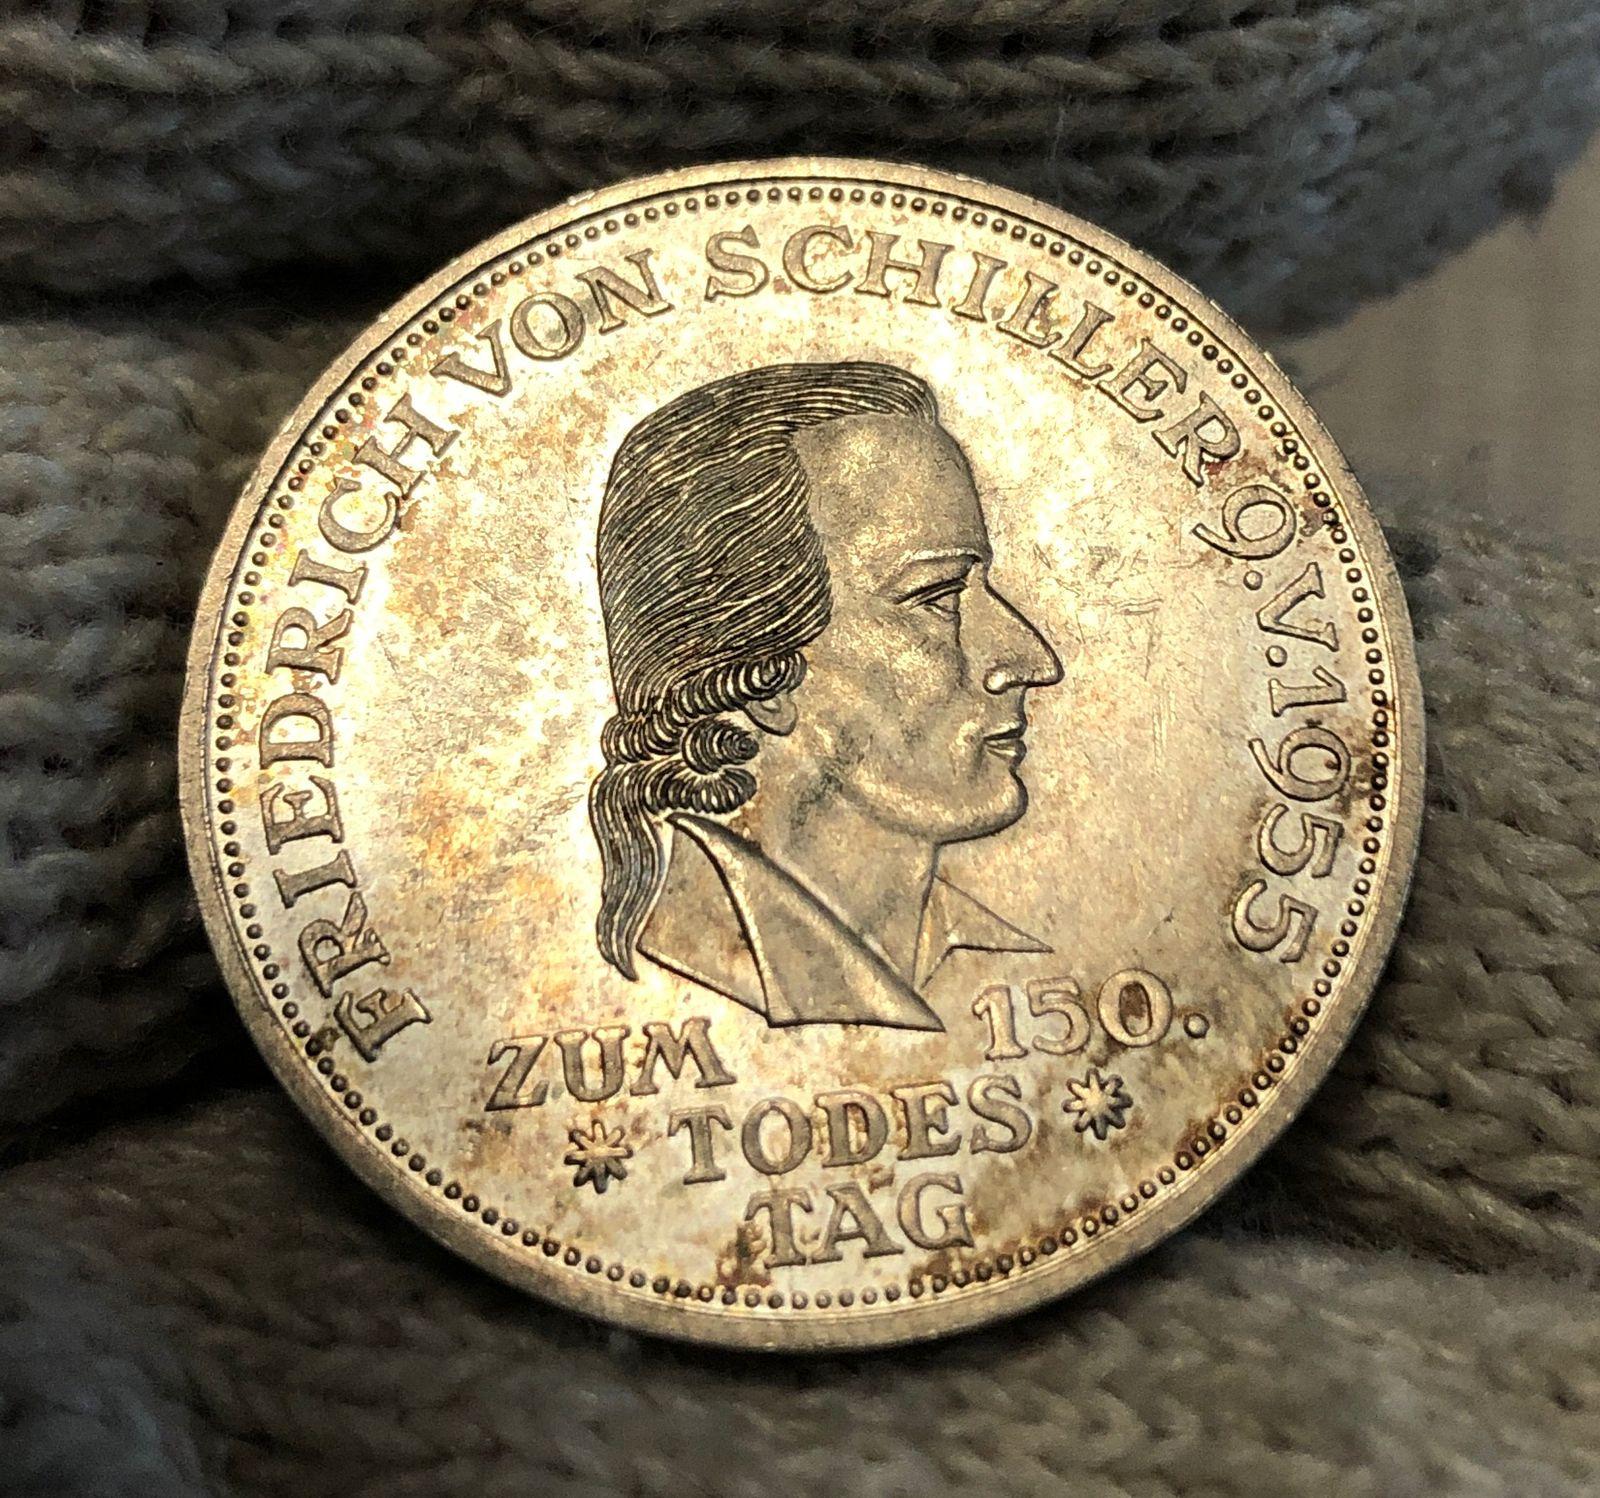 FRIEDRICH VON SCHILLER 9.V.1955
ZUM 150.
* TODES *
TAG